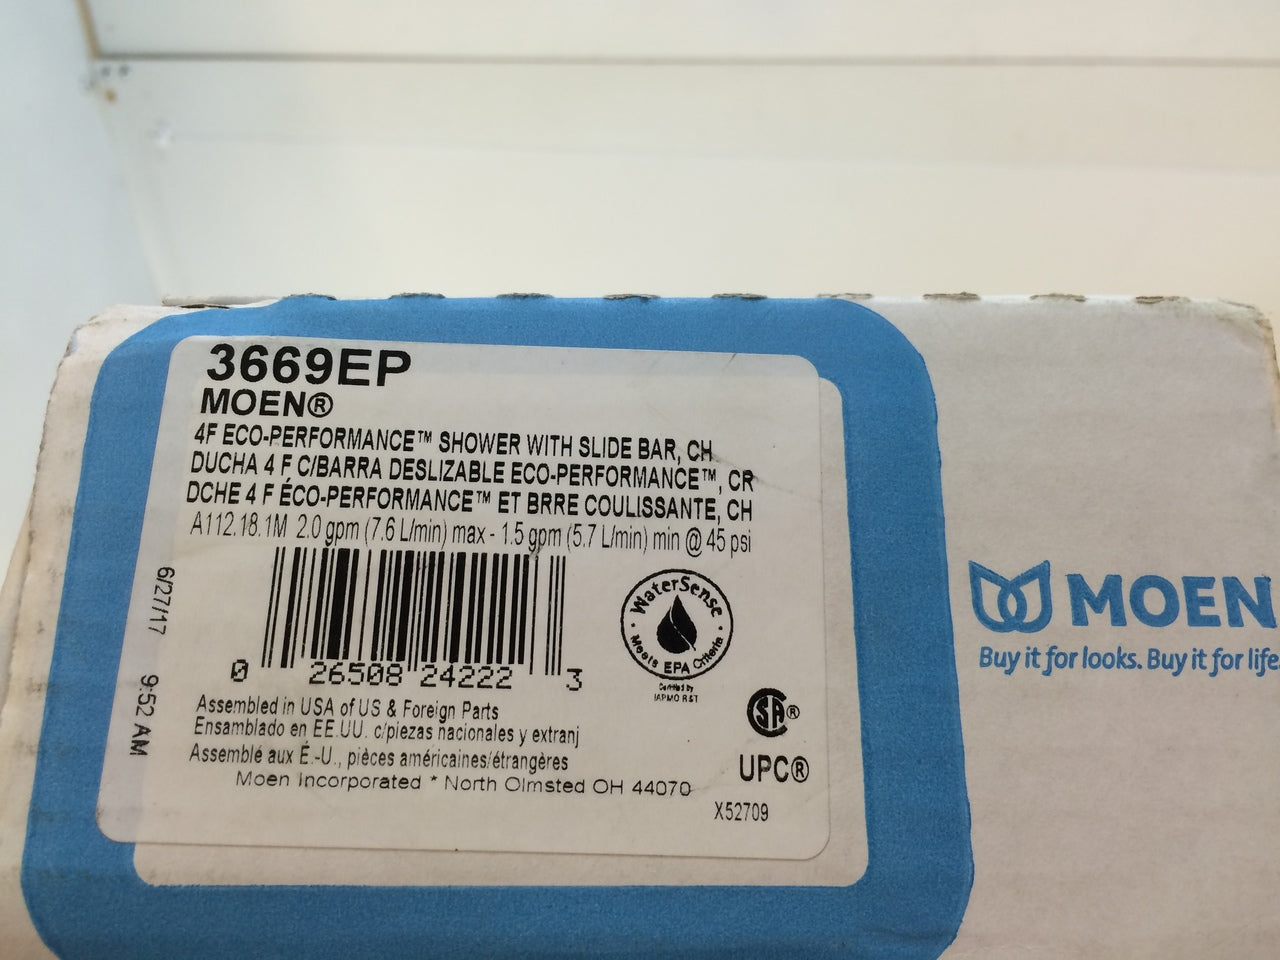 3669EP
MOEN®
4F ECO-PERFORMANCE™ SHOWER WITH SLIDE BAR, CH
DUCHA 4 F C/BARRA DESLIZABLE ECO-PERFORMANCE™, CR
DCHE 4 F ÉCO-PERFORMANCE™ ET BRRE COULISSANTE, CH
A112.18.1M 2.0 gpm (7.6 L/min) max - 1.5 gpm (5.7 L/min) min @ 45 psi
6/27/17 9:52 AM
0 26508 24222 3
WaterSense
Meets EPA Criteria
Certified by
IAPMO R&T
Assembled in USA of US & Foreign Parts
Ensamblado en EE.UU. c/piezas nacionales y extranj
Assemblé aux É.-U., pièces américaines/étrangères
Moen Incorporated * North Olmsted OH 44070
SA®
UPC®
X52709
MOEN
Buy it for looks. Buy it for life.